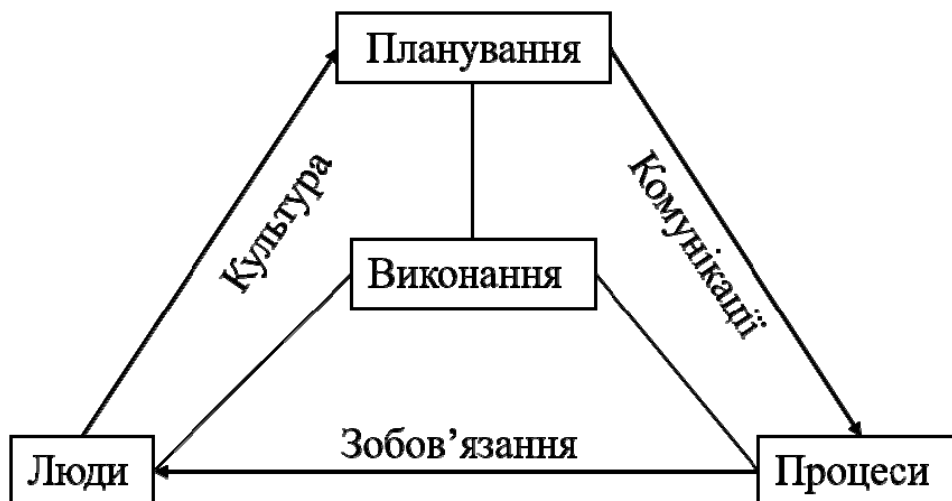 Планування
Культура
Комунікації
Виконання
Зобов’язання
Люди
Процеси